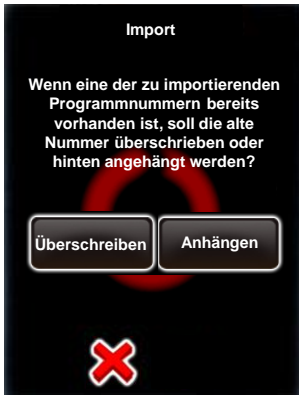 Import
Wenn eine der zu importierenden
Programmnummern bereits
vorhanden ist, soll die alte
Nummer überschrieben oder
hinten angehängt werden?
Überschreiben Anhängen